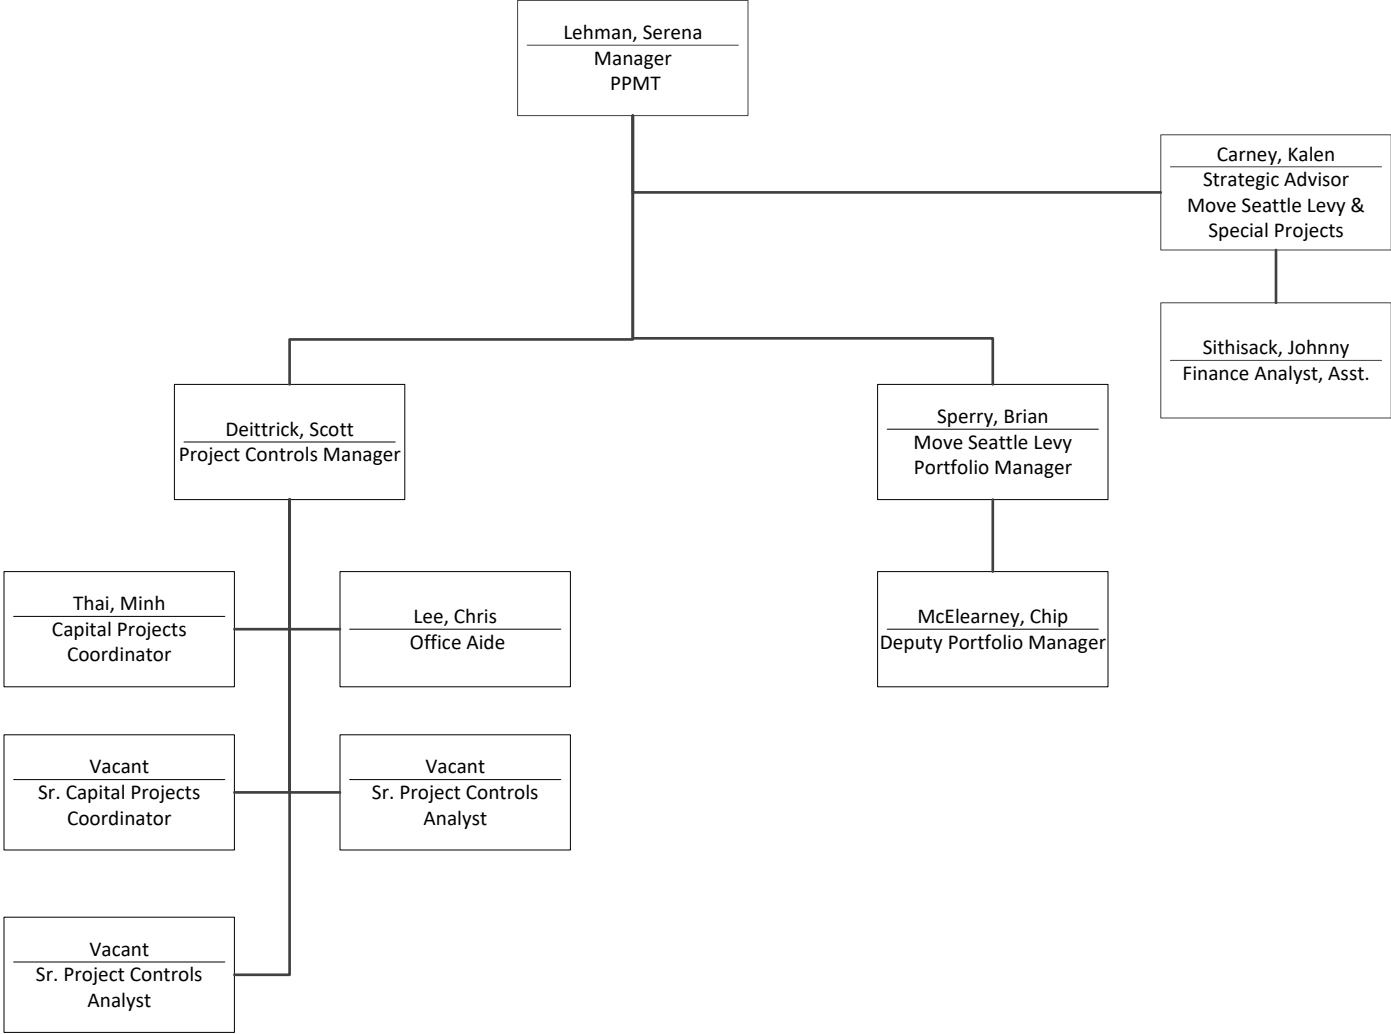 Lehman, Serena
Manager
PPMT
Carney, Kalen
Strategic Advisor
Move Seattle Levy &
Special Projects
Sithisack, Johnny
Finance Analyst, Asst.
Deittrick, Scott
Project Controls Manager
Sperry, Brian
Move Seattle Levy
Portfolio Manager
Thai, Minh
Capital Projects
Coordinator
Lee, Chris
Office Aide
McElearney, Chip
Deputy Portfolio Manager
Vacant
Sr. Capital Projects
Coordinator
Vacant
Sr. Project Controls
Analyst
Vacant
Sr. Project Controls
Analyst